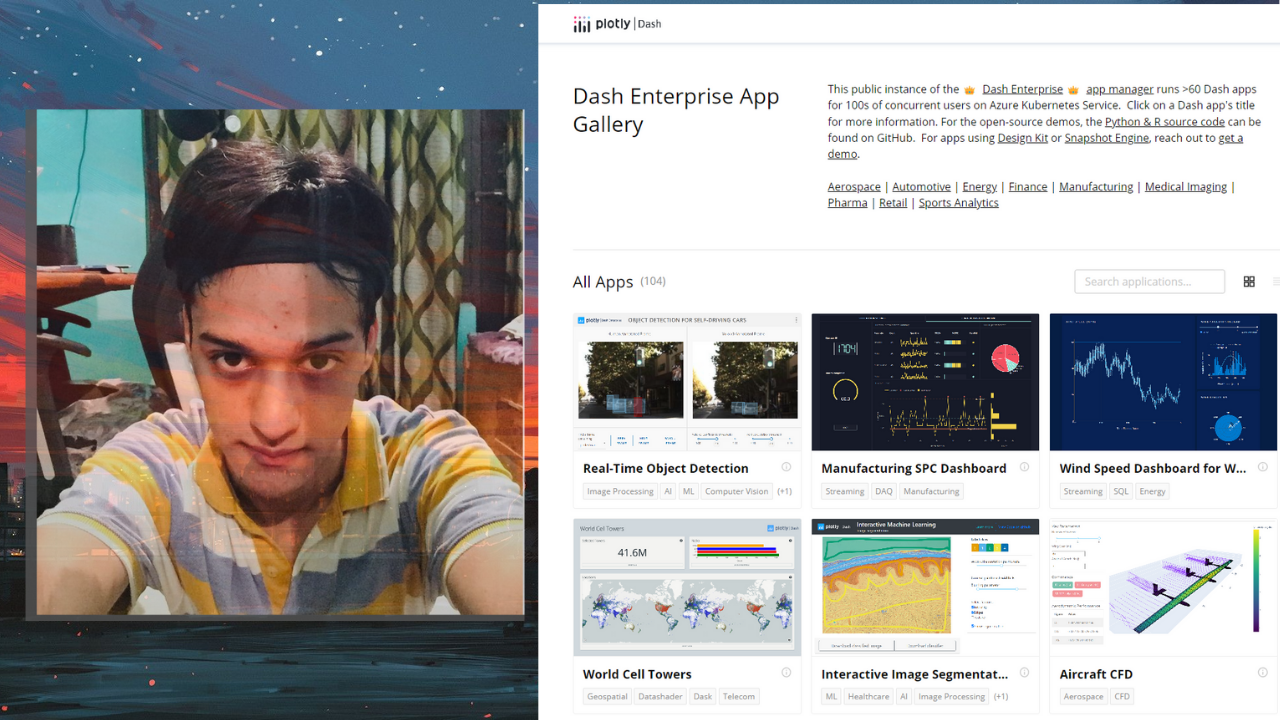 plotly | Dash
Dash Enterprise App
Gallery
This public instance of the 👑 Dash Enterprise 👑 app manager runs >60 Dash apps
for 100s of concurrent users on Azure Kubernetes Service. Click on a Dash app's title
for more information. For the open-source demos, the Python & R source code can be
found on GitHub. For apps using Design Kit or Snapshot Engine, reach out to get a
demo.
Aerospace | Automotive | Energy | Finance | Manufacturing | Medical Imaging |
Pharma | Retail | Sports Analytics
All Apps (104)
Search applications...
plotly
OBJECT DETECTION FOR SELF-DRIVING CARS
1704
Real-Time Object Detection
Image Processing AI ML Computer Vision (+1)
Manufacturing SPC Dashboard
Streaming DAQ Manufacturing
Wind Speed Dashboard for W...
Streaming SQL Energy
World Cell Towers
plotly Dash
41.6M
plotly Dash Interactive Machine Learning
World Cell Towers
Geospatial Datashader Dask Telecom
Interactive Image Segmentat...
ML Healthcare AI Image Processing (+1)
Aircraft CFD
Aerospace CFD